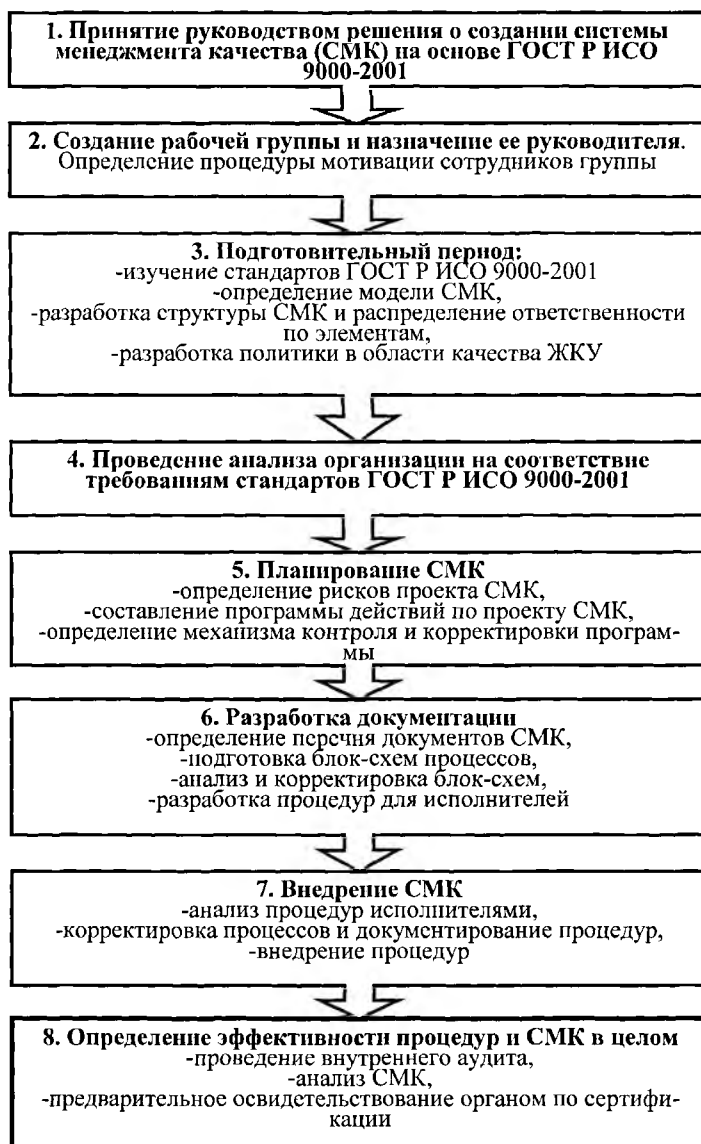 1. Принятие руководством решения о создании системы
менеджмента качества (СМК) на основе ГОСТ Р ИСО
9000-2001
2. Создание рабочей группы и назначение ее руководителя.
Определение процедуры мотивации сотрудников группы
3. Подготовительный период:
-изучение стандартов ГОСТ Р ИСО 9000-2001
-определение модели СМК,
-разработка структуры СМК и распределение ответственности
по элементам,
-разработка политики в области качества ЖКУ
4. Проведение анализа организации на соответствие
требованиям стандартов ГОСТ Р ИСО 9000-2001
5. Планирование СМК
-определение рисков проекта СМК,
-составление программы действий по проекту СМК,
-определение механизма контроля и корректировки програм-
мы
6. Разработка документации
-определение перечня документов СМК,
-подготовка блок-схем процессов,
-анализ и корректировка блок-схем,
-разработка процедур для исполнителей
7. Внедрение СМК
-анализ процедур исполнителями,
-корректировка процессов и документирование процедур,
-внедрение процедур
8. Определение эффективности процедур и СМК в целом
-проведение внутреннего аудита,
-анализ СМК,
-предварительное освидетельствование органом по сертифи-
кации